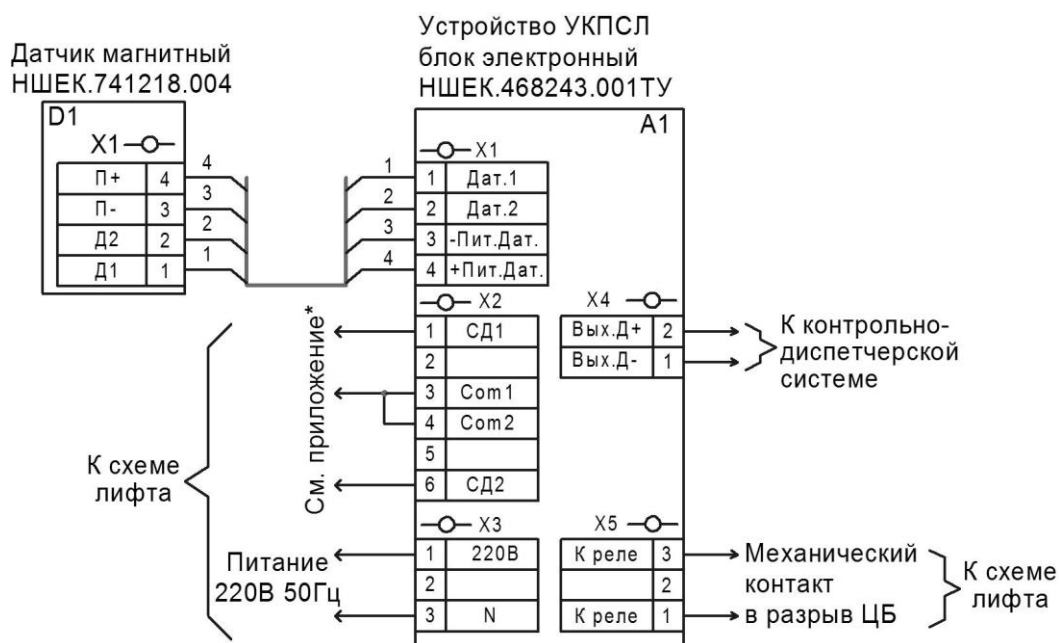 Устройство УКПСЛ
блок электронный
НШЕК.468243.001ТУ
Датчик магнитный
НШЕК.741218.004
D1
X1
П+ 4 4
П- 3 3
Д2 2 2
Д1 1 1
A1
X1
1 1 Дат.1
2 2 Дат.2
3 3 -Пит.Дат.
4 4 +Пит.Дат.
X2
1 СД1
2
3 Com1
4 Com2
5
6 СД2
См. приложение*
К схеме
лифта
X4
Вых.Д+ 2
Вых.Д- 1
К контрольно-
диспетчерской
системе
X3
1 220В
2
3 N
Питание
220В 50Гц
X5
К реле 3
2
К реле 1
Механический
контакт
в разрыв ЦБ
К схеме
лифта